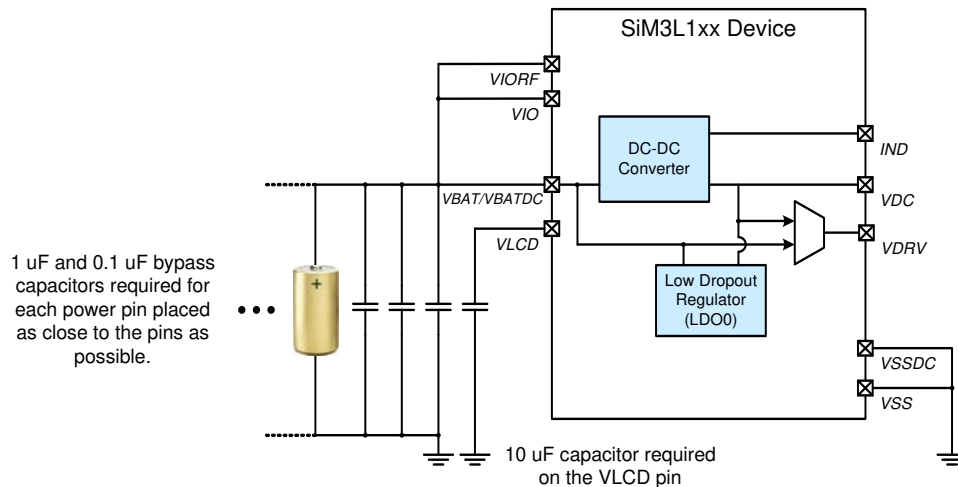 SiM3L1xx Device
VIORF
VIO
DC-DC
Converter
IND
VBAT/VBATDC
VDC
VLCD
VDRV
1 uF and 0.1 uF bypass
capacitors required for
each power pin placed
as close to the pins as
possible.
+
Low Dropout
Regulator
(LDO0)
VSSDC
VSS
10 uF capacitor required
on the VLCD pin